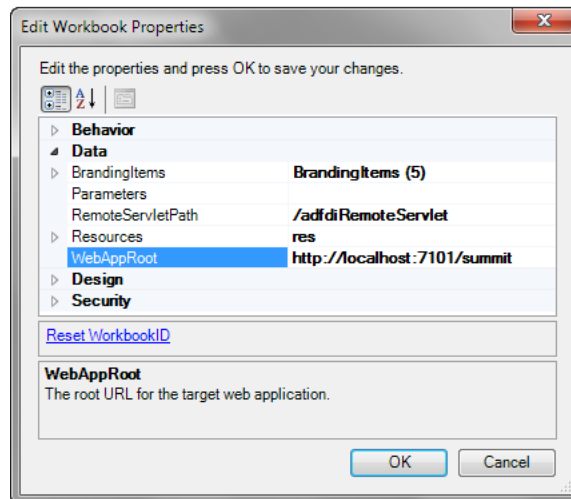 Edit Workbook Properties
Edit the properties and press OK to save your changes.
Behavior
Data
BrandingItems BrandingItems (5)
Parameters
RemoteServletPath /adfdiRemoteServlet
Resources res
WebAppRoot http://localhost:7101/summit
Design
Security
Reset WorkbookID
WebAppRoot
The root URL for the target web application.
OK Cancel